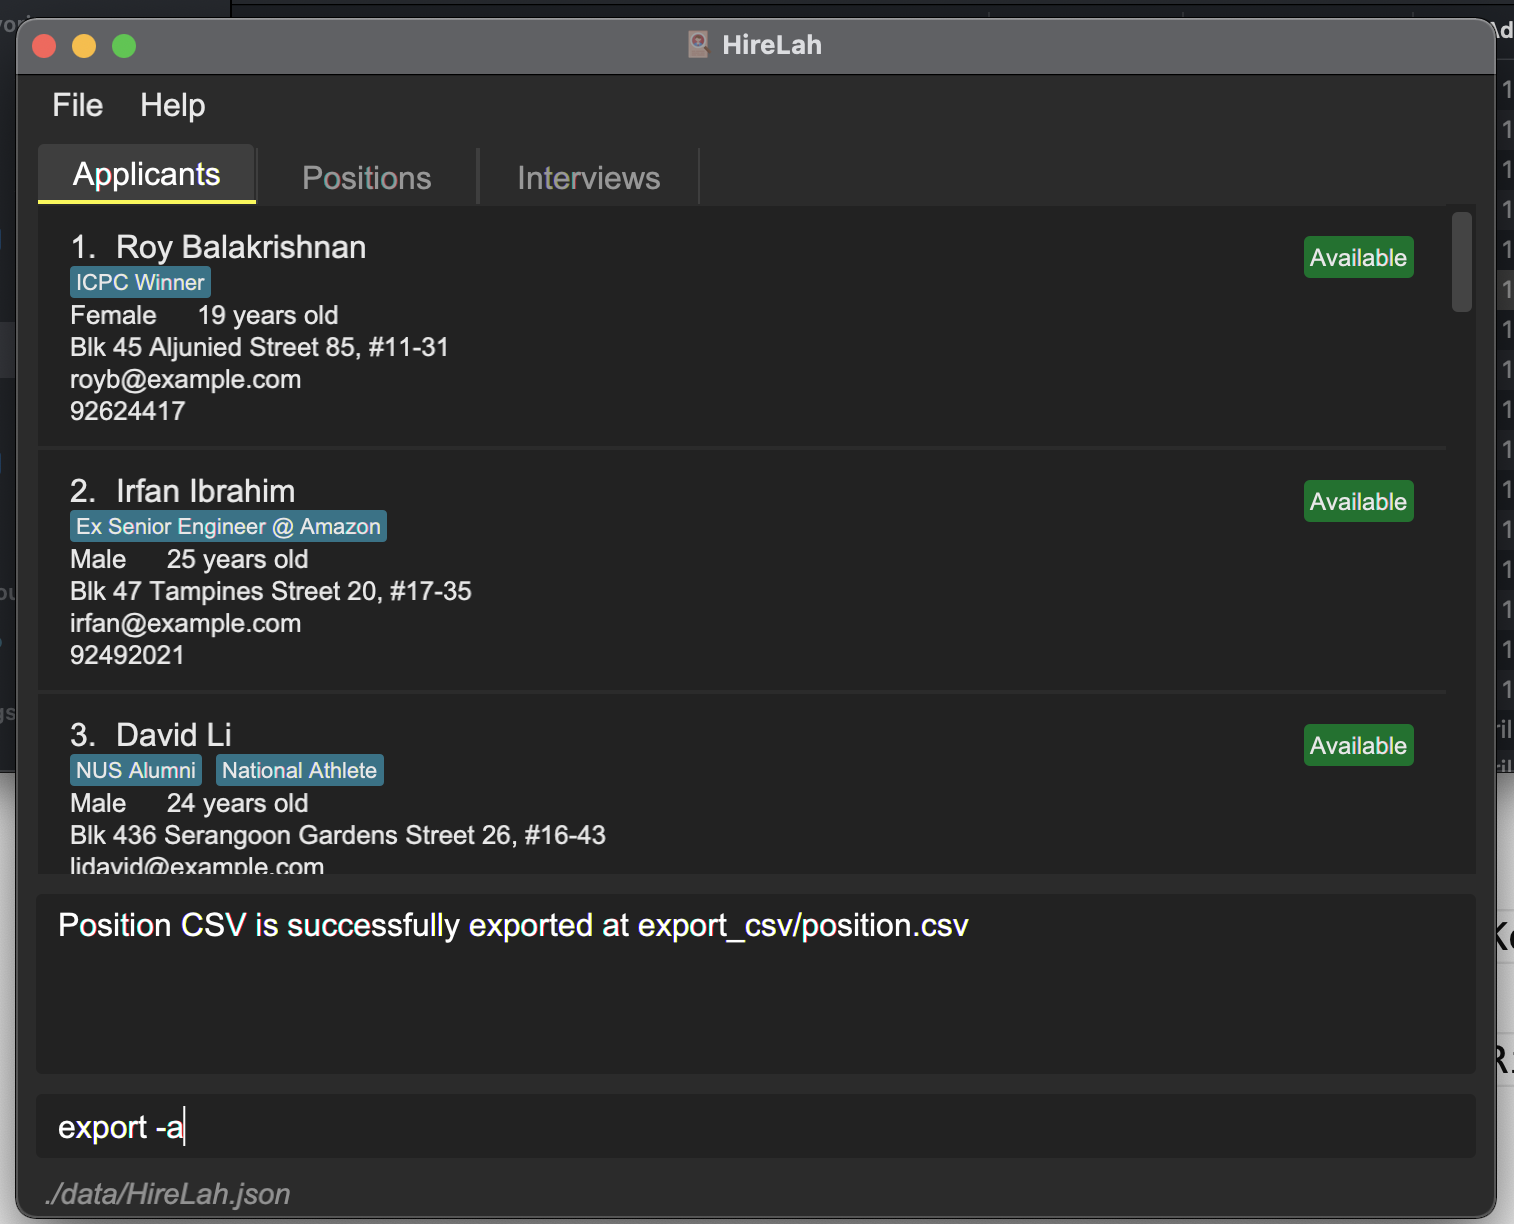 HireLah
File Help
Applicants Positions Interviews
1. Roy Balakrishnan
Available
ICPC Winner
Female 19 years old
Blk 45 Aljunied Street 85, #11-31
royb@example.com
92624417
2. Irfan Ibrahim
Available
Ex Senior Engineer @ Amazon
Male 25 years old
Blk 47 Tampines Street 20, #17-35
irfan@example.com
92492021
3. David Li
Available
NUS Alumni National Athlete
Male 24 years old
Blk 436 Serangoon Gardens Street 26, #16-43
lidavid@example.com
Position CSV is successfully exported at export_csv/position.csv
export -a
./data/HireLah.json